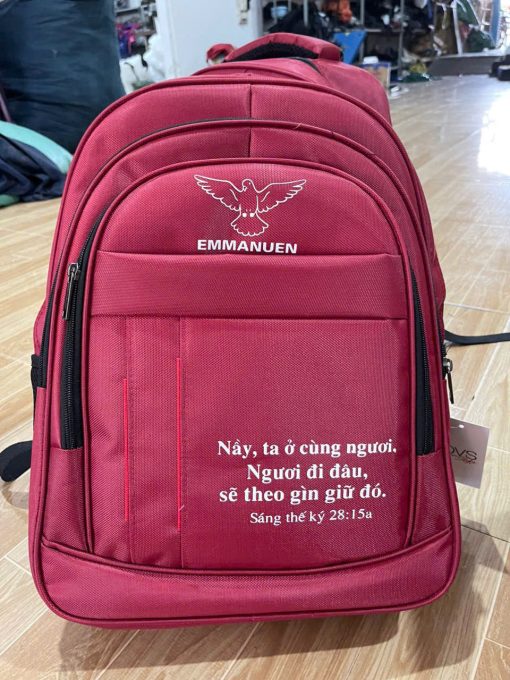 EMMANUEN
Nầy, ta ở cùng ngươi.
Ngươi đi đâu,
sẽ theo gìn giữ đó.
Sáng thế ký 28:15a